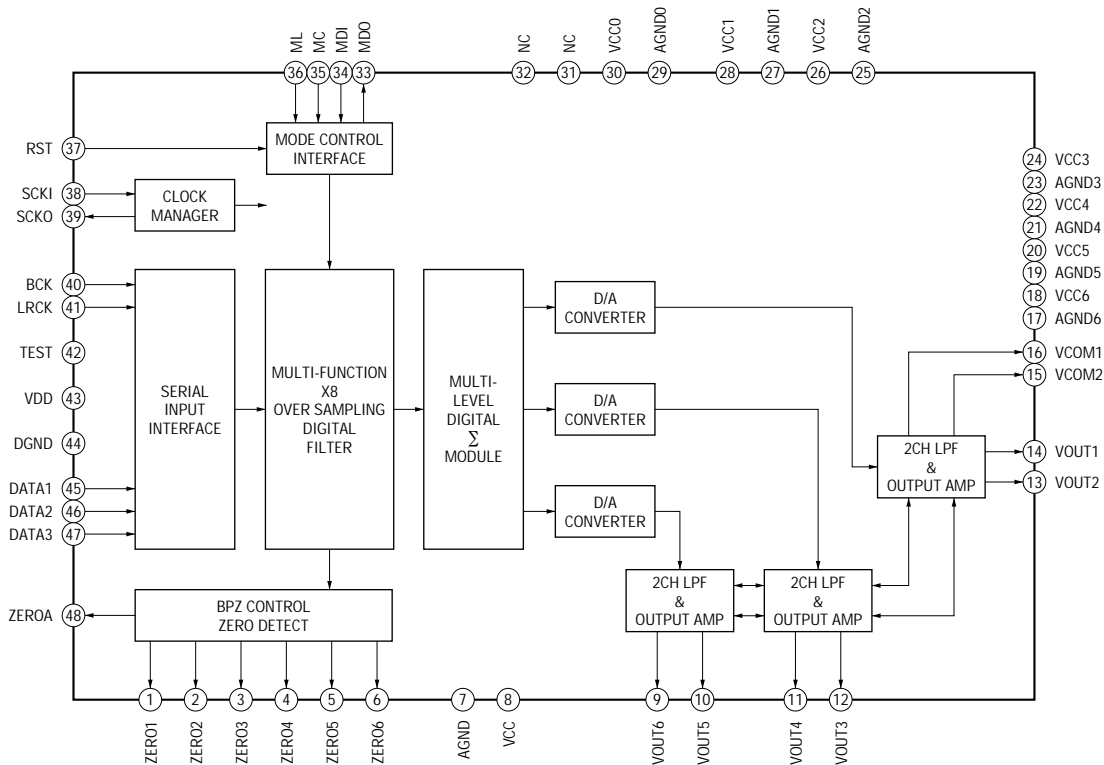 ML
MC
MDI
MDO
NC
NC
VCC0
AGND0
VCC1
AGND1
VCC2
AGND2
36 35 34 33
32 31 30 29 28 27 26 25
RST 37
MODE CONTROL
INTERFACE
24 VCC3
23 AGND3
22 VCC4
21 AGND4
20 VCC5
19 AGND5
18 VCC6
17 AGND6
16 VCOM1
15 VCOM2
14 VOUT1
13 VOUT2
SCKI 38
SCKO 39
CLOCK
MANAGER
BCK 40
LRCK 41
TEST 42
VDD 43
DGND 44
DATA1 45
DATA2 46
DATA3 47
ZEROA 48
SERIAL
INPUT
INTERFACE
MULTI-FUNCTION
X8
OVER SAMPLING
DIGITAL
FILTER
MULTI-
LEVEL
DIGITAL
∑
MODULE
D/A
CONVERTER
D/A
CONVERTER
D/A
CONVERTER
2CH LPF
&
OUTPUT AMP
2CH LPF
&
OUTPUT AMP
2CH LPF
&
OUTPUT AMP
BPZ CONTROL
ZERO DETECT
1 2 3 4 5 6 7 8 9 10 11 12
ZERO1
ZERO2
ZERO3
ZERO4
ZERO5
ZERO6
AGND
VCC
VOUT6
VOUT5
VOUT4
VOUT3